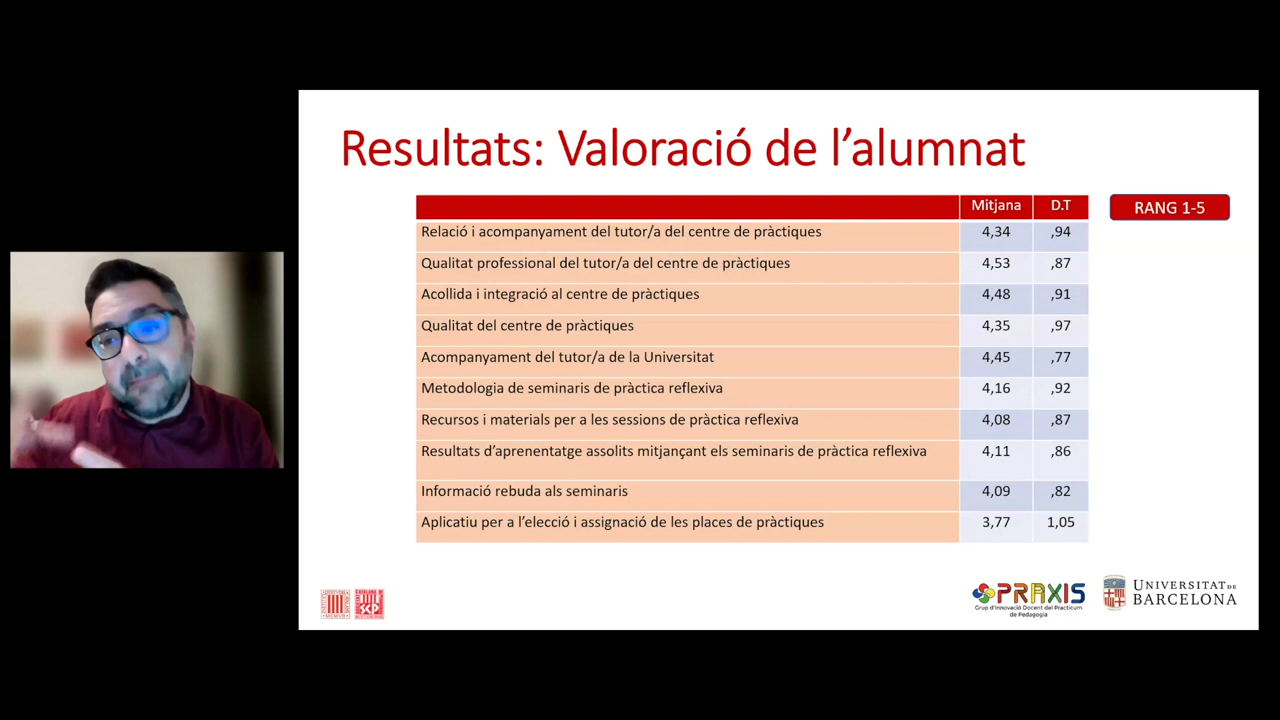 Resultats: Valoració de l’alumnat
Mitjana D.T
RANG 1-5
Relació i acompanyament del tutor/a del centre de pràctiques 4,34 ,94
Qualitat professional del tutor/a del centre de pràctiques 4,53 ,87
Acollida i integració al centre de pràctiques 4,48 ,91
Qualitat del centre de pràctiques 4,35 ,97
Acompanyament del tutor/a de la Universitat 4,45 ,77
Metodologia de seminaris de pràctica reflexiva 4,16 ,92
Recursos i materials per a les sessions de pràctica reflexiva 4,08 ,87
Resultats d’aprenentatge assolits mitjançant els seminaris de pràctica reflexiva 4,11 ,86
Informació rebuda als seminaris 4,09 ,82
Aplicatiu per a l’elecció i assignació de les places de pràctiques 3,77 1,05
PRAXIS
Grup d’Innovació Docent del Practicum
de Pedagogia
UNIVERSITAT DE
BARCELONA